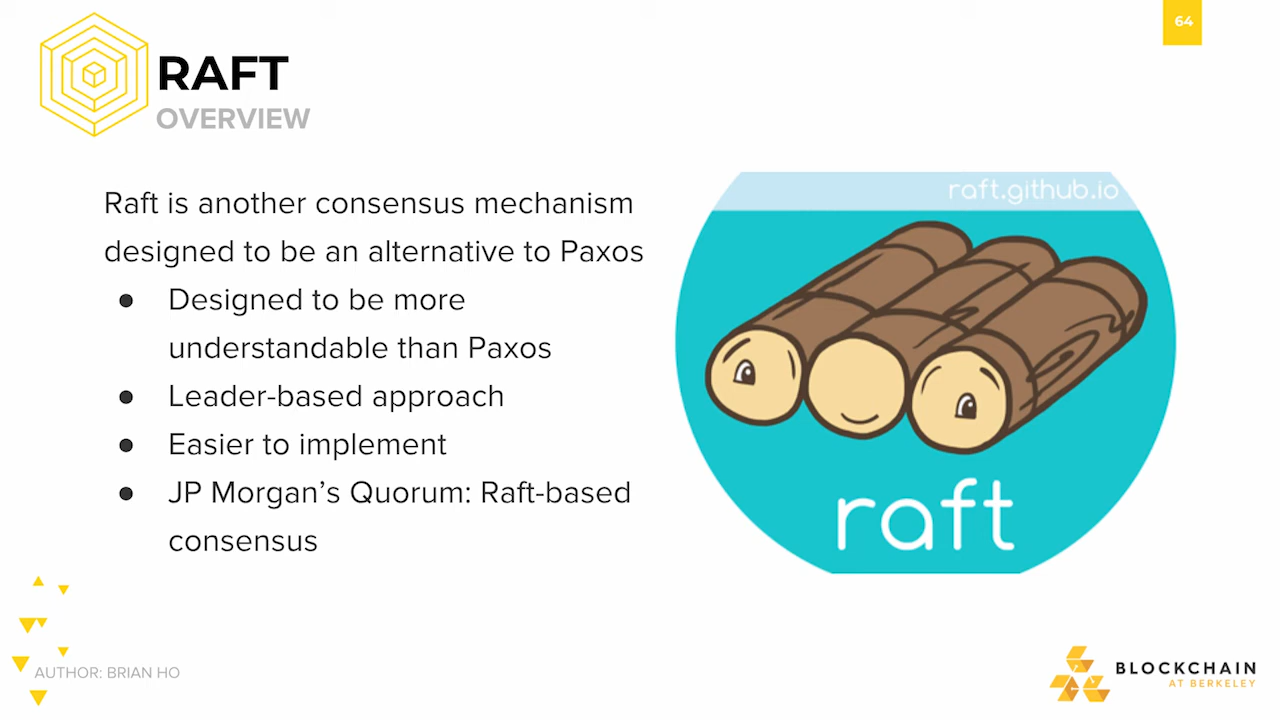 64
RAFT
OVERVIEW
Raft is another consensus mechanism
designed to be an alternative to Paxos
● Designed to be more
understandable than Paxos
● Leader-based approach
● Easier to implement
● JP Morgan’s Quorum: Raft-based
consensus
raft.github.io
raft
AUTHOR: BRIAN HO
BLOCKCHAIN
AT BERKELEY